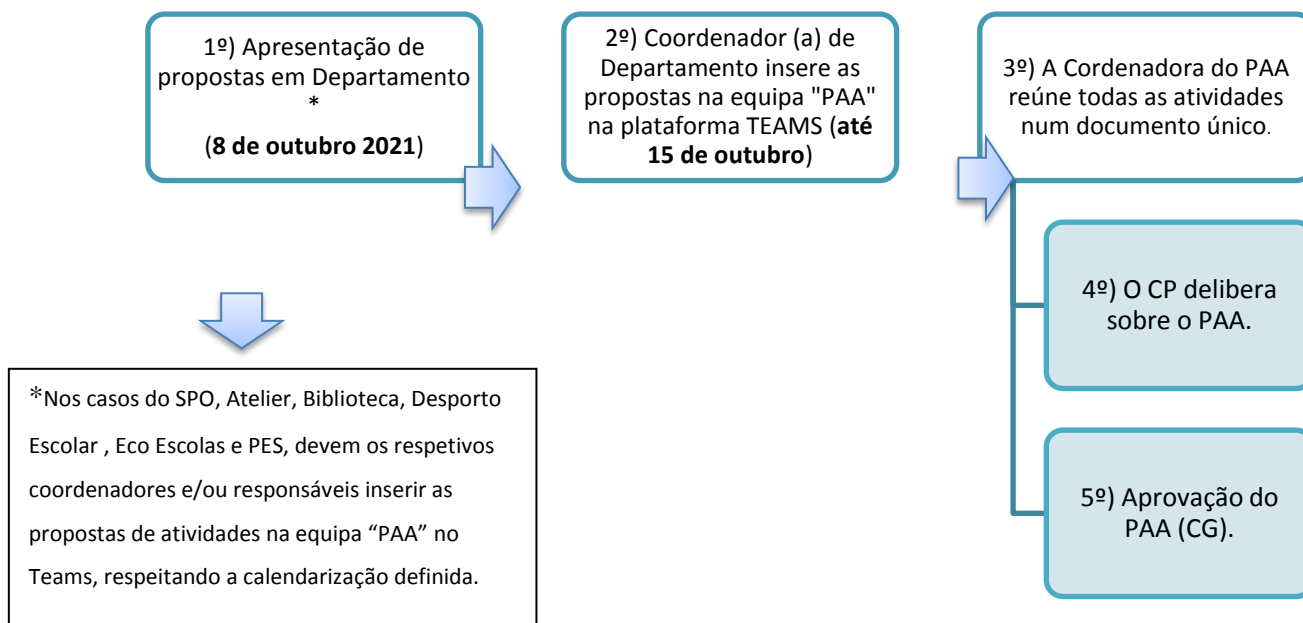 1º) Apresentação de
propostas em Departamento
*
(8 de outubro 2021)
2º) Coordenador (a) de
Departamento insere as
propostas na equipa "PAA"
na plataforma TEAMS (até
15 de outubro)
3º) A Cordenadora do PAA
reúne todas as atividades
num documento único.
4º) O CP delibera
sobre o PAA.
5º) Aprovação do
PAA (CG).
*Nos casos do SPO, Atelier, Biblioteca, Desporto
Escolar , Eco Escolas e PES, devem os respetivos
coordenadores e/ou responsáveis inserir as
propostas de atividades na equipa “PAA” no
Teams, respeitando a calendarização definida.